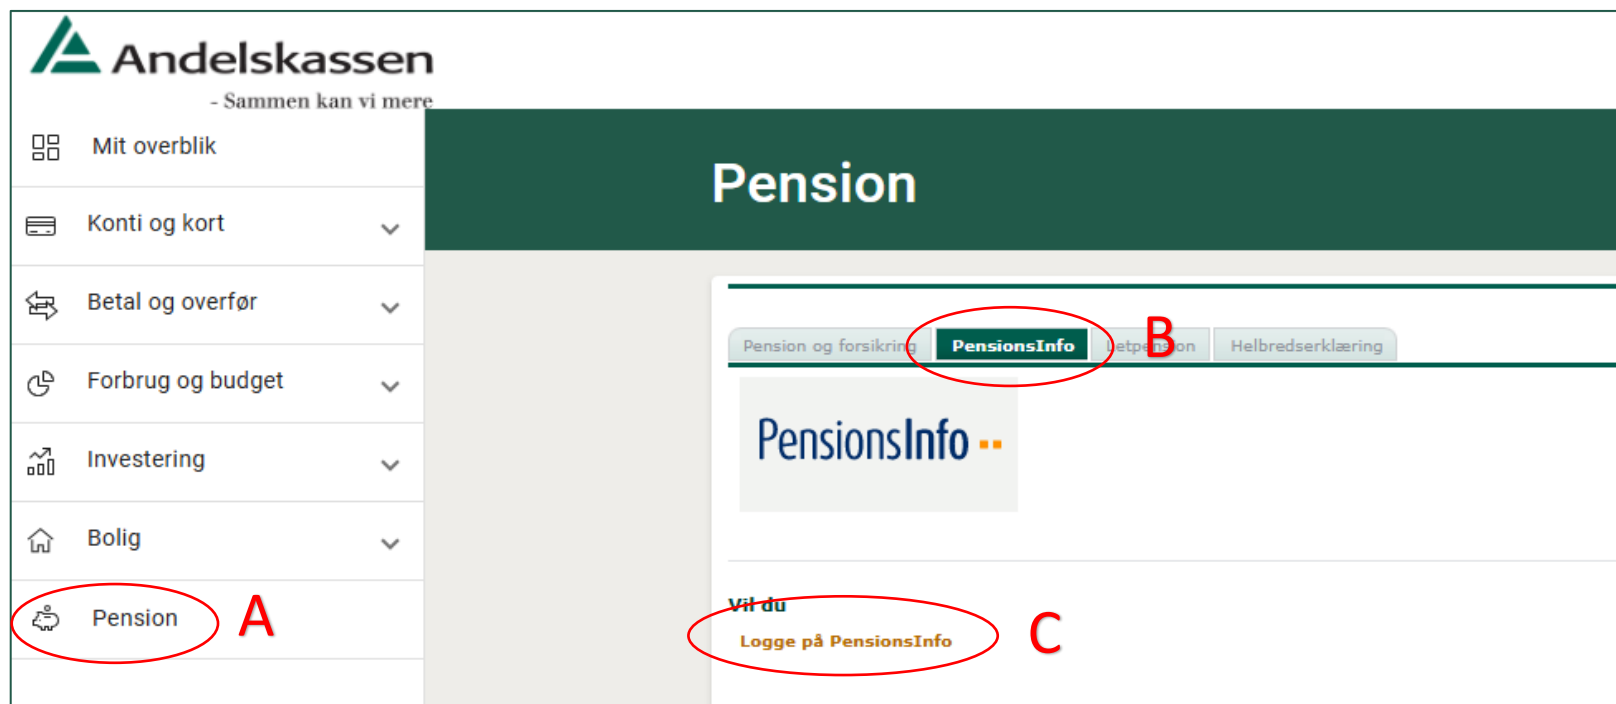 Andelskassen
- Sammen kan vi mere
Mit overblik
Konti og kort
Betal og overfør
Forbrug og budget
Investering
Bolig
Pension
A
Pension
Pension og forsikring
PensionsInfo
Letpension
Helbredserklæring
B
PensionsInfo
Vil du
Logge på PensionsInfo
C